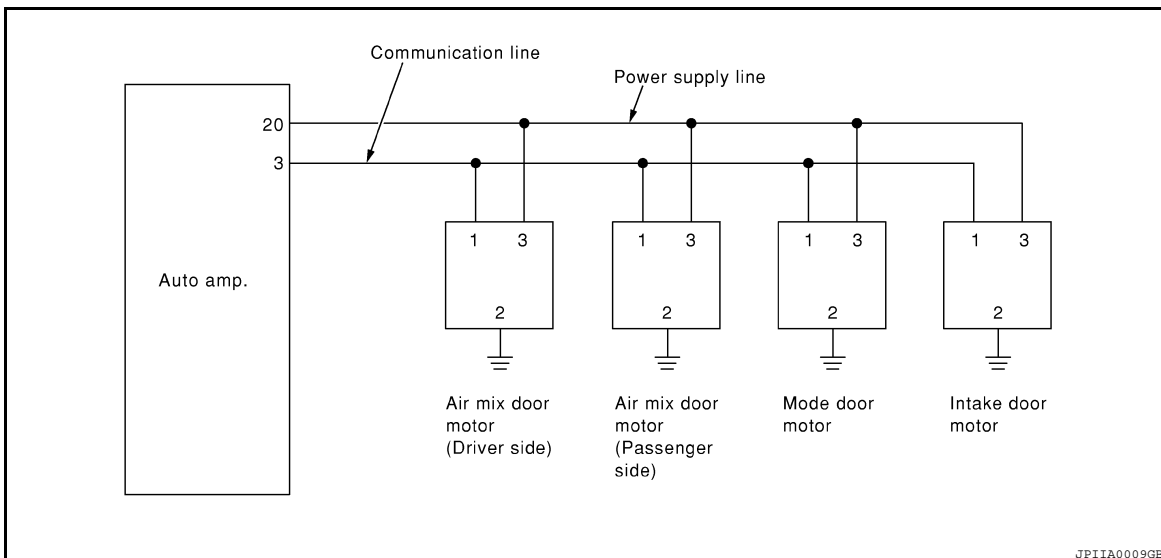 Communication line
Power supply line
20
3
Auto amp.
1 3
1 3
1 3
1 3
2
2
2
2
Air mix door
motor
(Driver side)
Air mix door
motor
(Passenger
side)
Mode door
motor
Intake door
motor
JPIIA0009GB